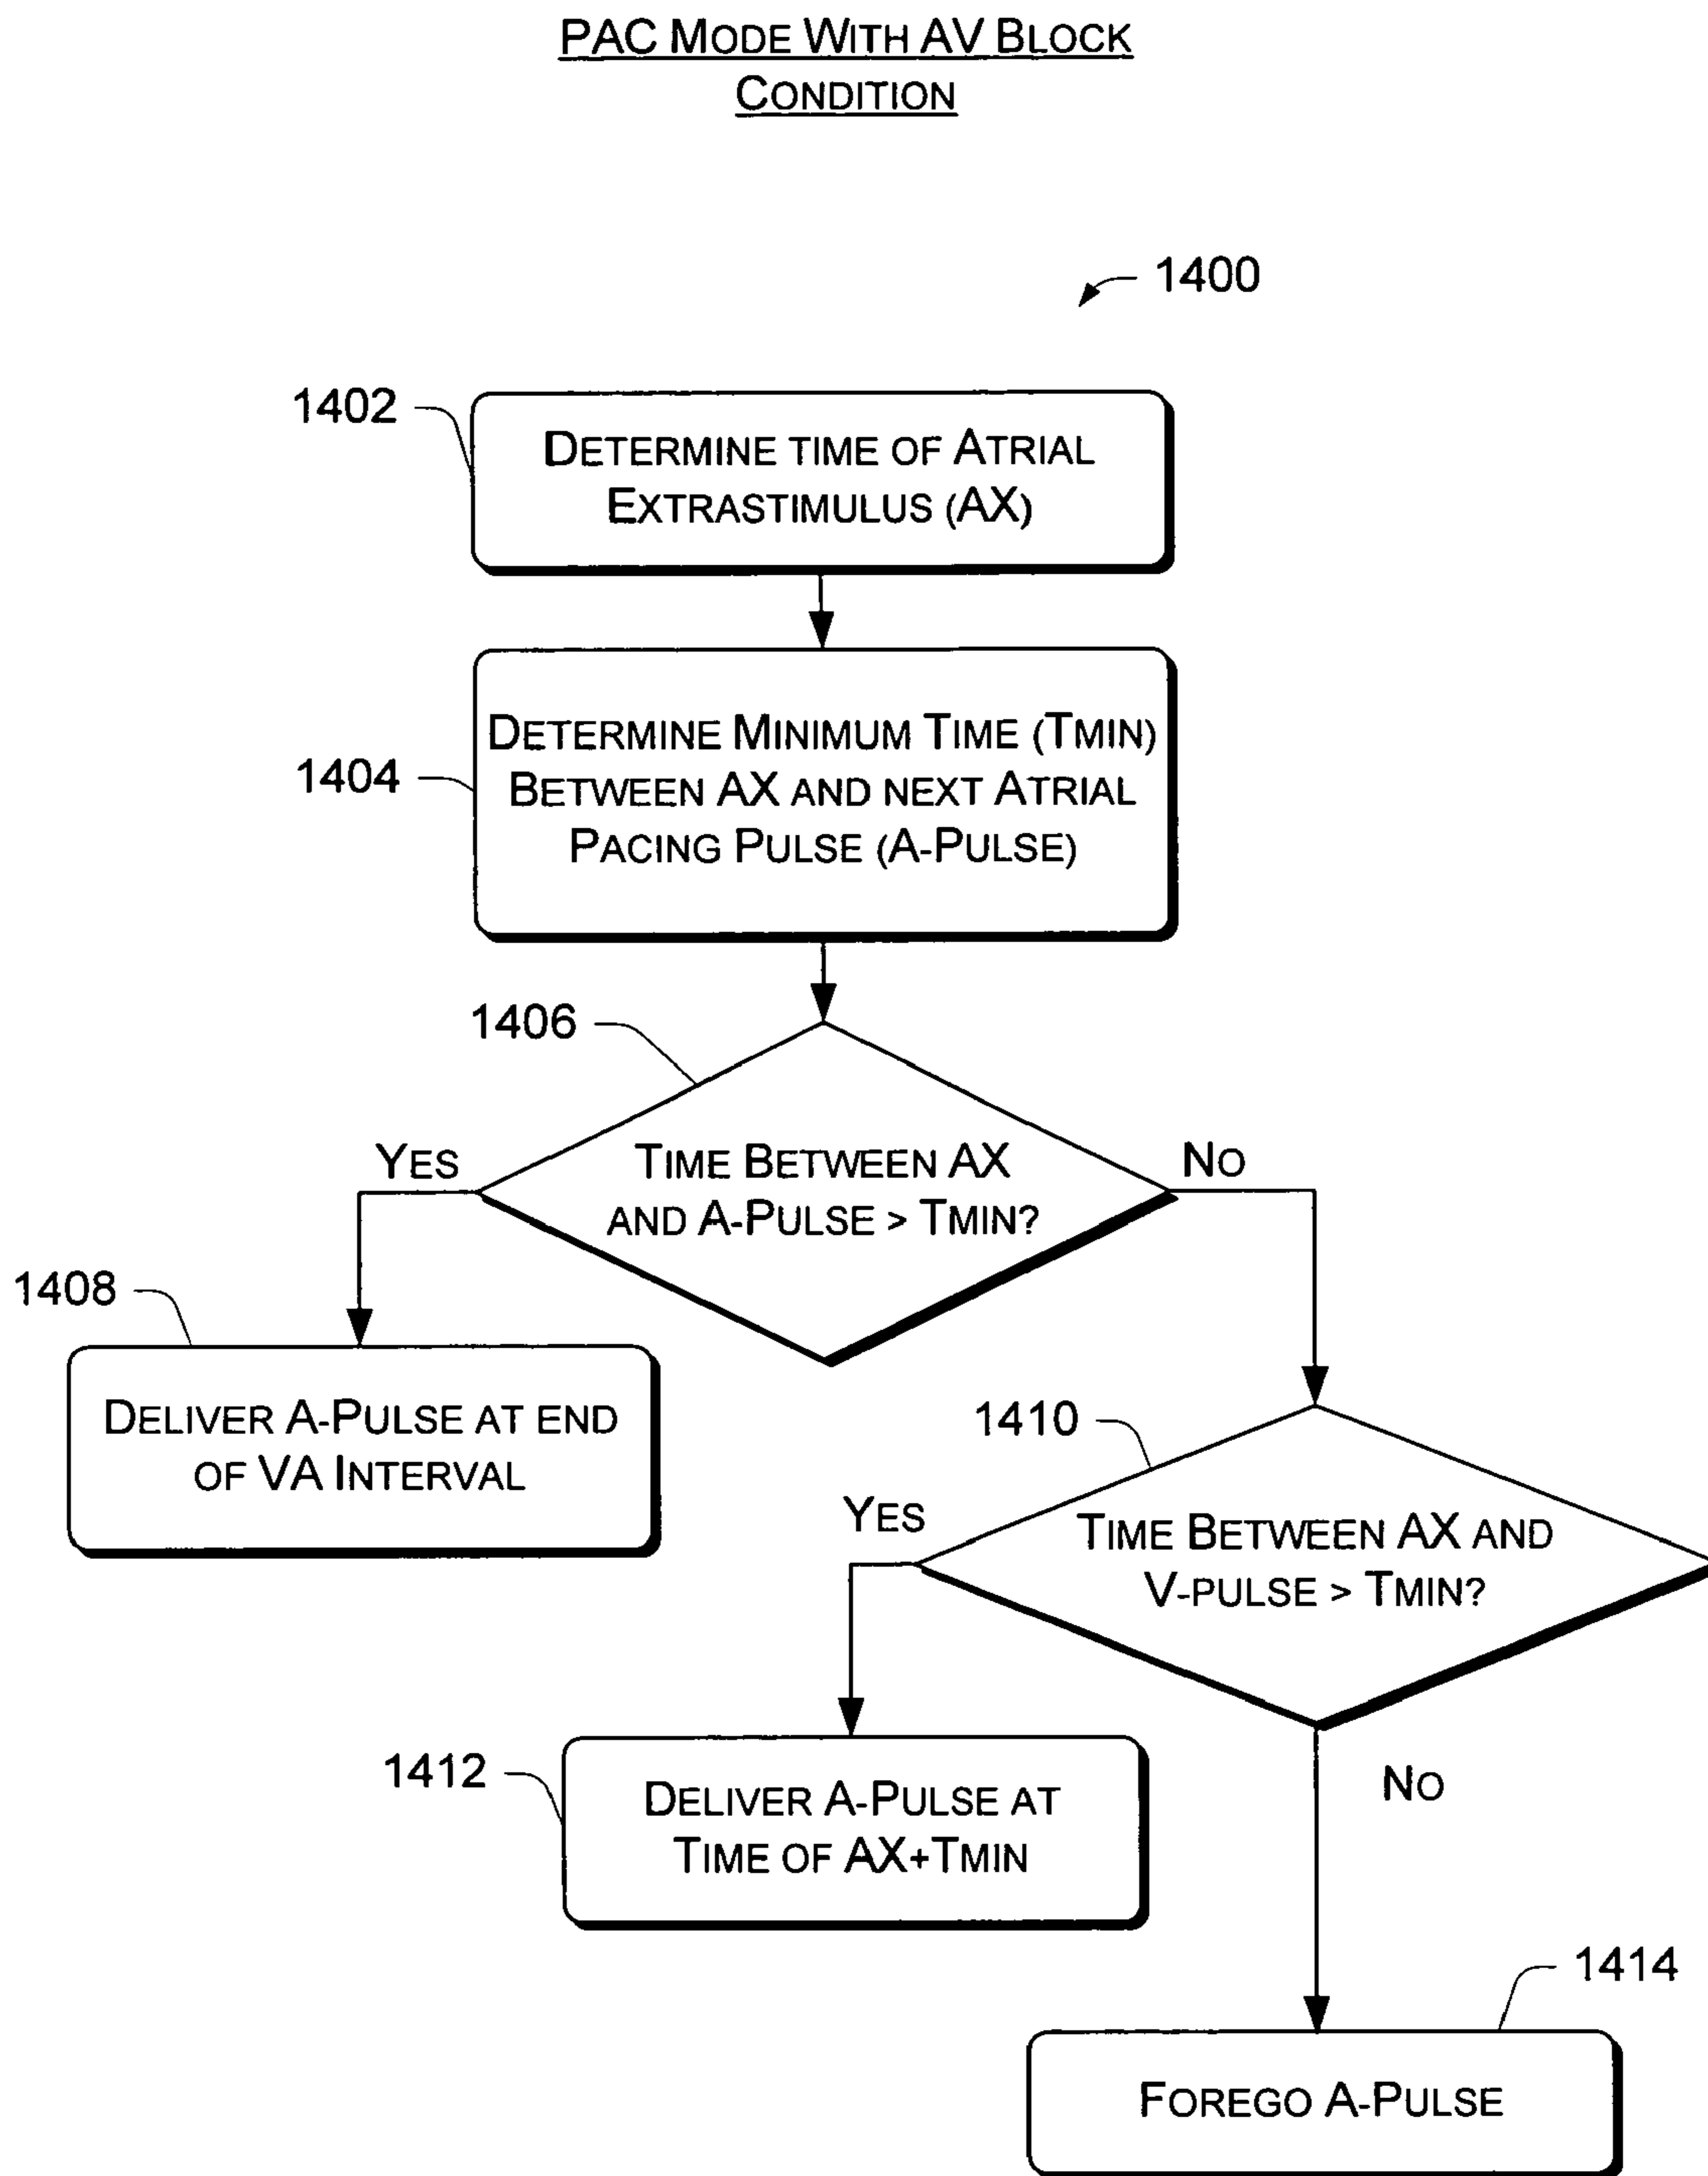 PAC MODE WITH AV BLOCK
CONDITION
1400
1402
DETERMINE TIME OF ATRIAL
EXTRASTIMULUS (AX)
1404
DETERMINE MINIMUM TIME (TMIN)
BETWEEN AX AND NEXT ATRIAL
PACING PULSE (A-PULSE)
1406
YES
TIME BETWEEN AX
AND A-PULSE > TMIN?
NO
1408
DELIVER A-PULSE AT END
OF VA INTERVAL
1410
YES
TIME BETWEEN AX AND
V-PULSE > TMIN?
1412
DELIVER A-PULSE AT
TIME OF AX+TMIN
NO
1414
FOREGO A-PULSE